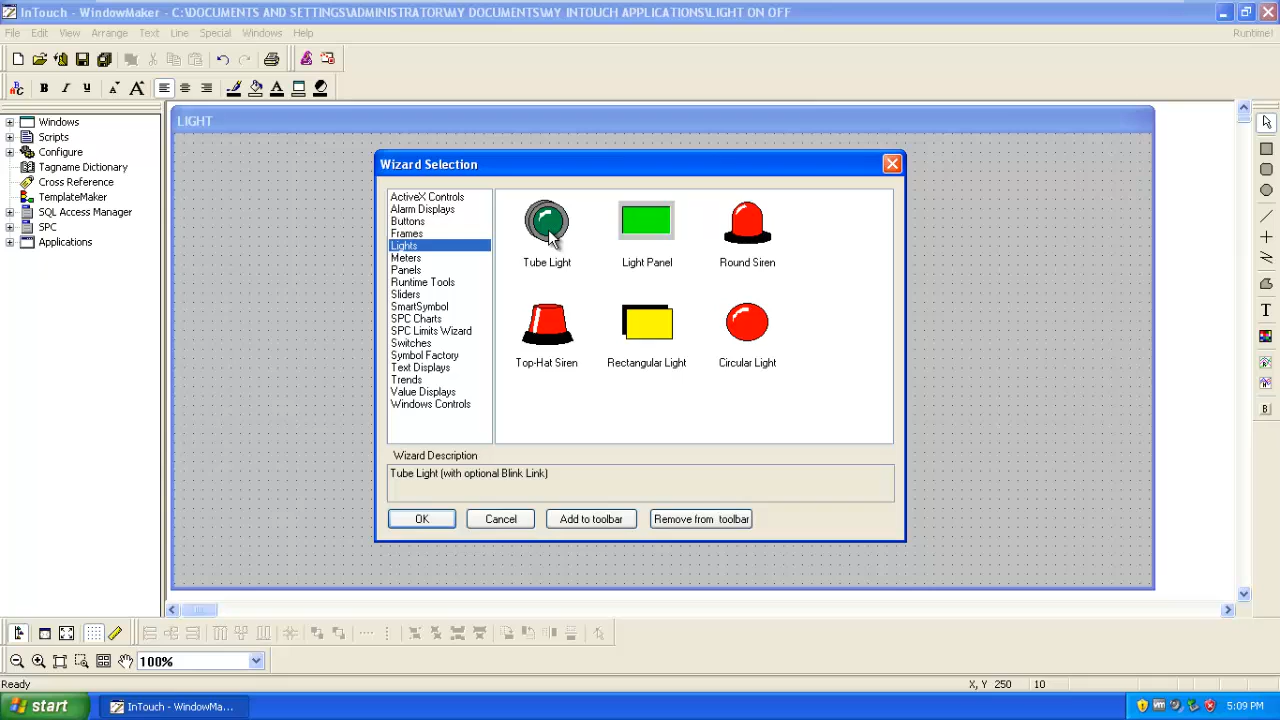 InTouch - WindowMaker - C:\DOCUMENTS AND SETTINGS\ADMINISTRATOR\MY DOCUMENTS\MY INTOUCH APPLICATIONS\LIGHT ON OFF
File Edit View Arrange Text Line Special Windows Help Runtime!
LIGHT
Windows
Scripts
Configure
Tagname Dictionary
Cross Reference
TemplateMaker
SQL Access Manager
SPC
Applications
Wizard Selection
ActiveX Controls
Alarm Displays
Buttons
Frames
Lights
Meters
Panels
Runtime Tools
Sliders
SmartSymbol
SPC Charts
SPC Limits Wizard
Switches
Symbol Factory
Text Displays
Trends
Value Displays
Windows Controls
Tube Light Light Panel Round Siren
Top-Hat Siren Rectangular Light Circular Light
Wizard Description
Tube Light (with optional Blink Link)
OK Cancel Add to toolbar Remove from toolbar
100%
Ready X, Y 250 10
start InTouch - WindowMa... 5:09 PM